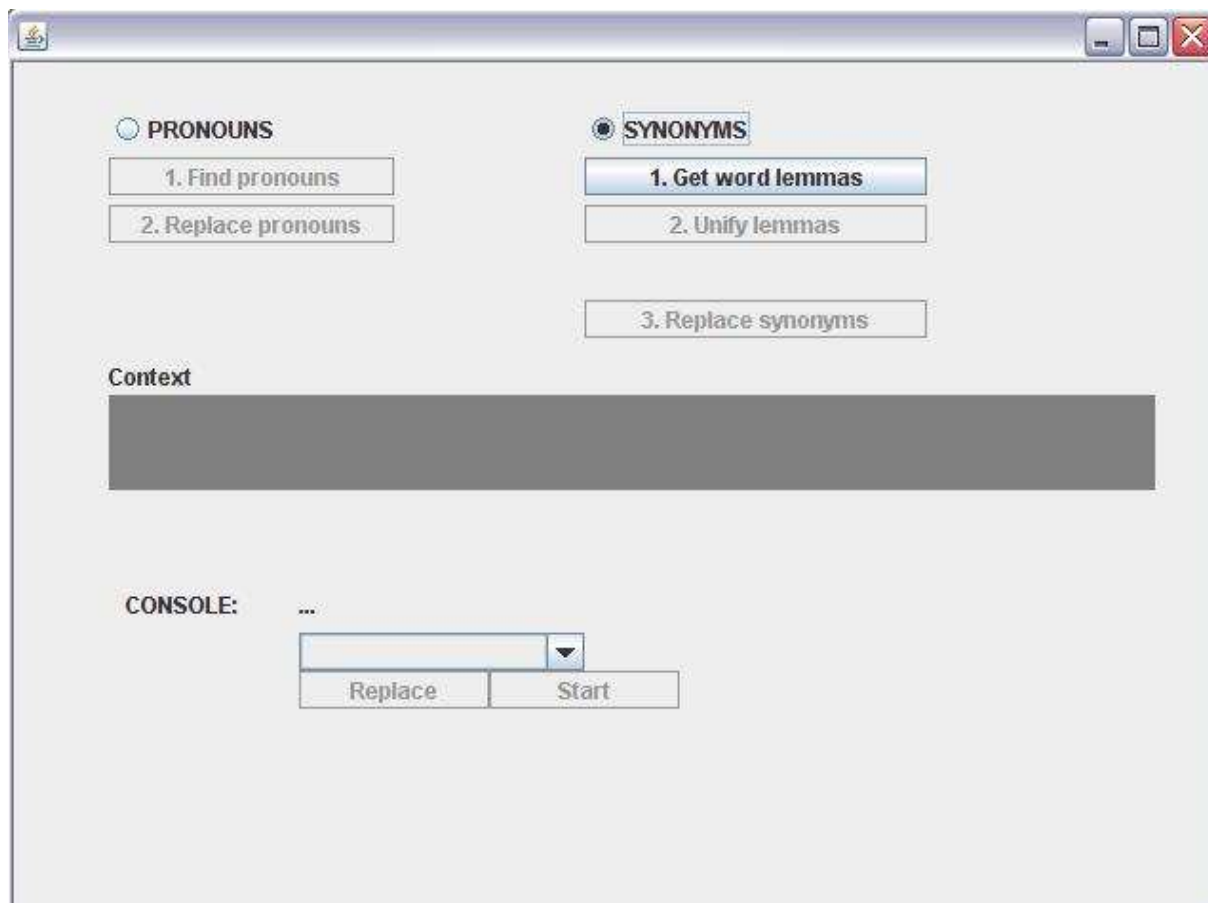 PRONOUNS SYNONYMS
1. Find pronouns 1. Get word lemmas
2. Replace pronouns 2. Unify lemmas
3. Replace synonyms
Context
CONSOLE: ...
Replace Start